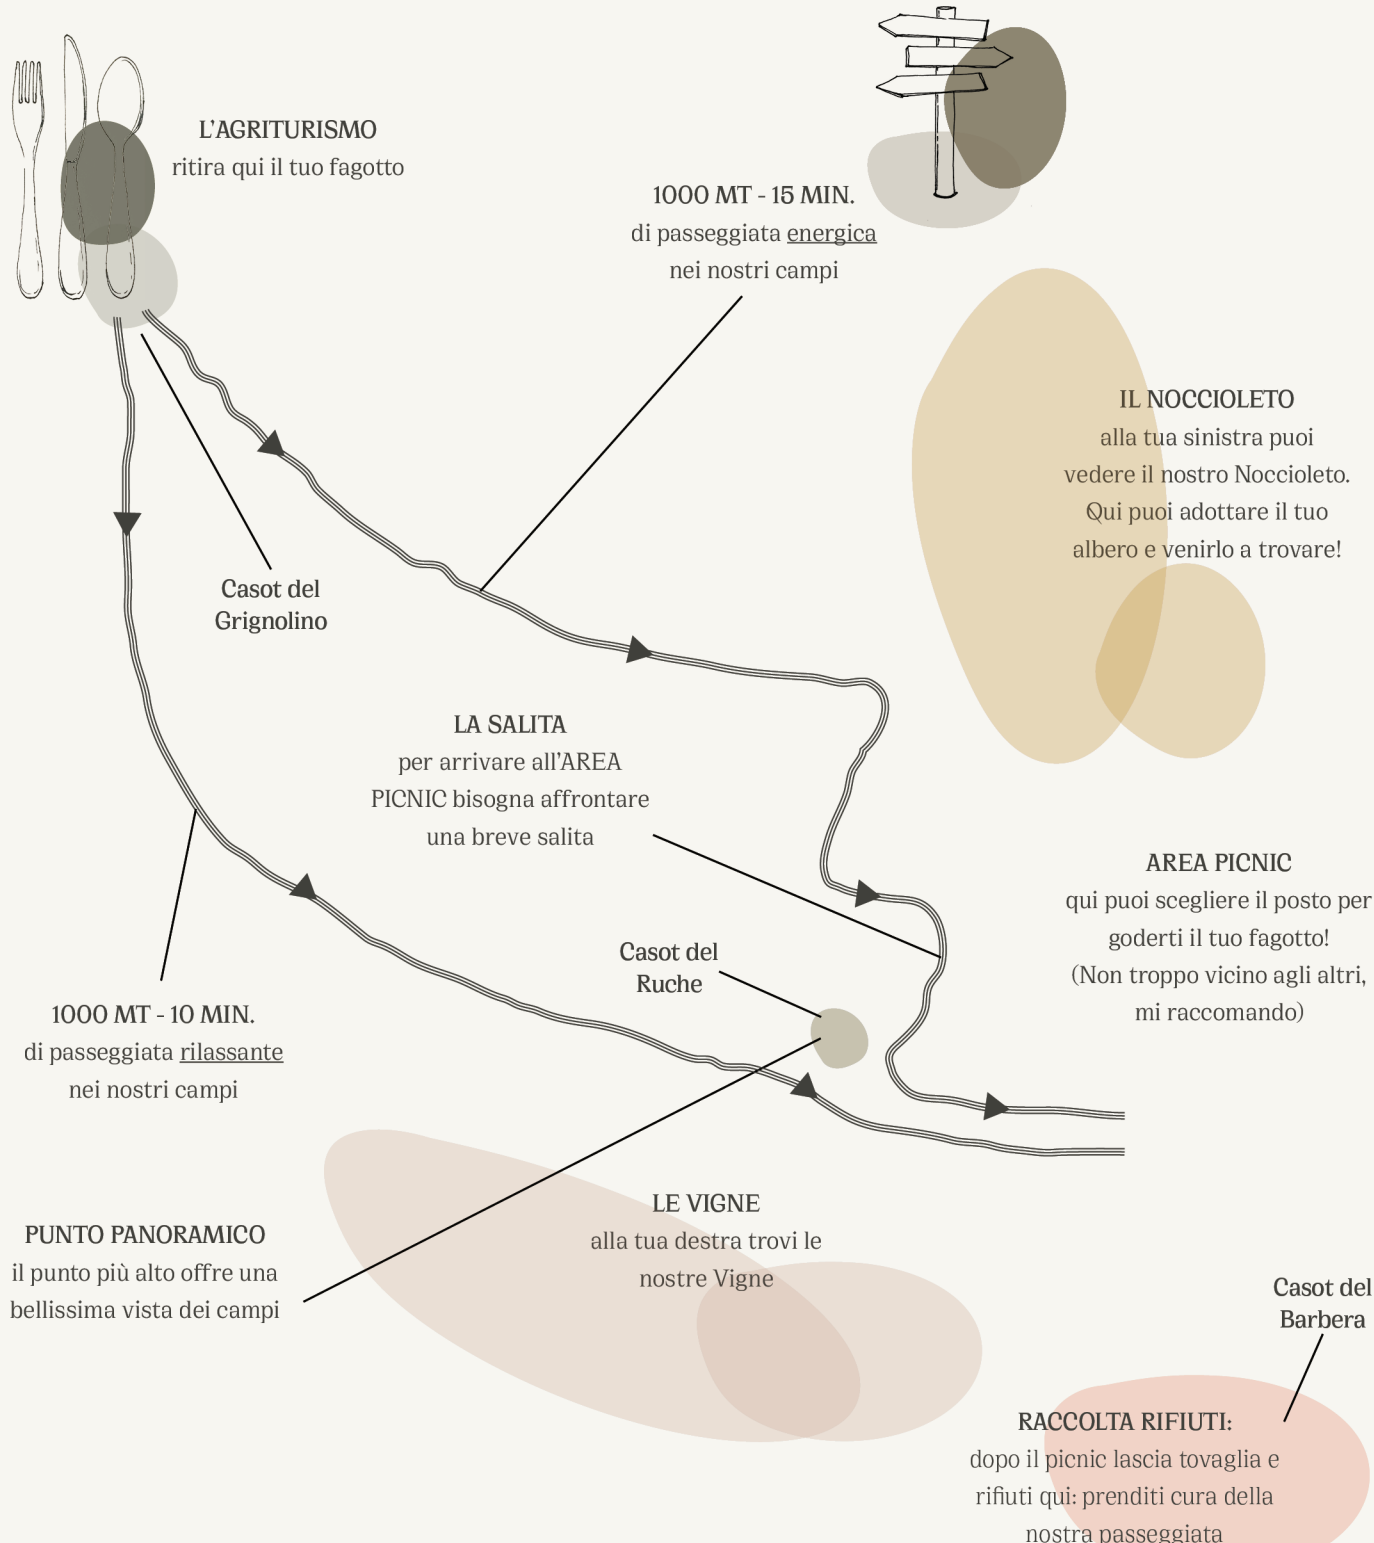 L'AGRITURISMO
ritira qui il tuo fagotto
1000 MT - 15 MIN.
di passeggiata energica
nei nostri campi
IL NOCCIOLETO
alla tua sinistra puoi
vedere il nostro Noccioleto.
Qui puoi adottare il tuo
albero e venirlo a trovare!
Casot del
Grignolino
LA SALITA
per arrivare all'AREA
PICNIC bisogna affrontare
una breve salita
AREA PICNIC
qui puoi scegliere il posto per
goderti il tuo fagotto!
(Non troppo vicino agli altri,
mi raccomando)
Casot del
Ruche
1000 MT - 10 MIN.
di passeggiata rilassante
nei nostri campi
LE VIGNE
alla tua destra trovi le
nostre Vigne
PUNTO PANORAMICO
il punto più alto offre una
bellissima vista dei campi
Casot del
Barbera
RACCOLTA RIFIUTI:
dopo il picnic lascia tovaglia e
rifiuti qui: prenditi cura della
nostra passeggiata